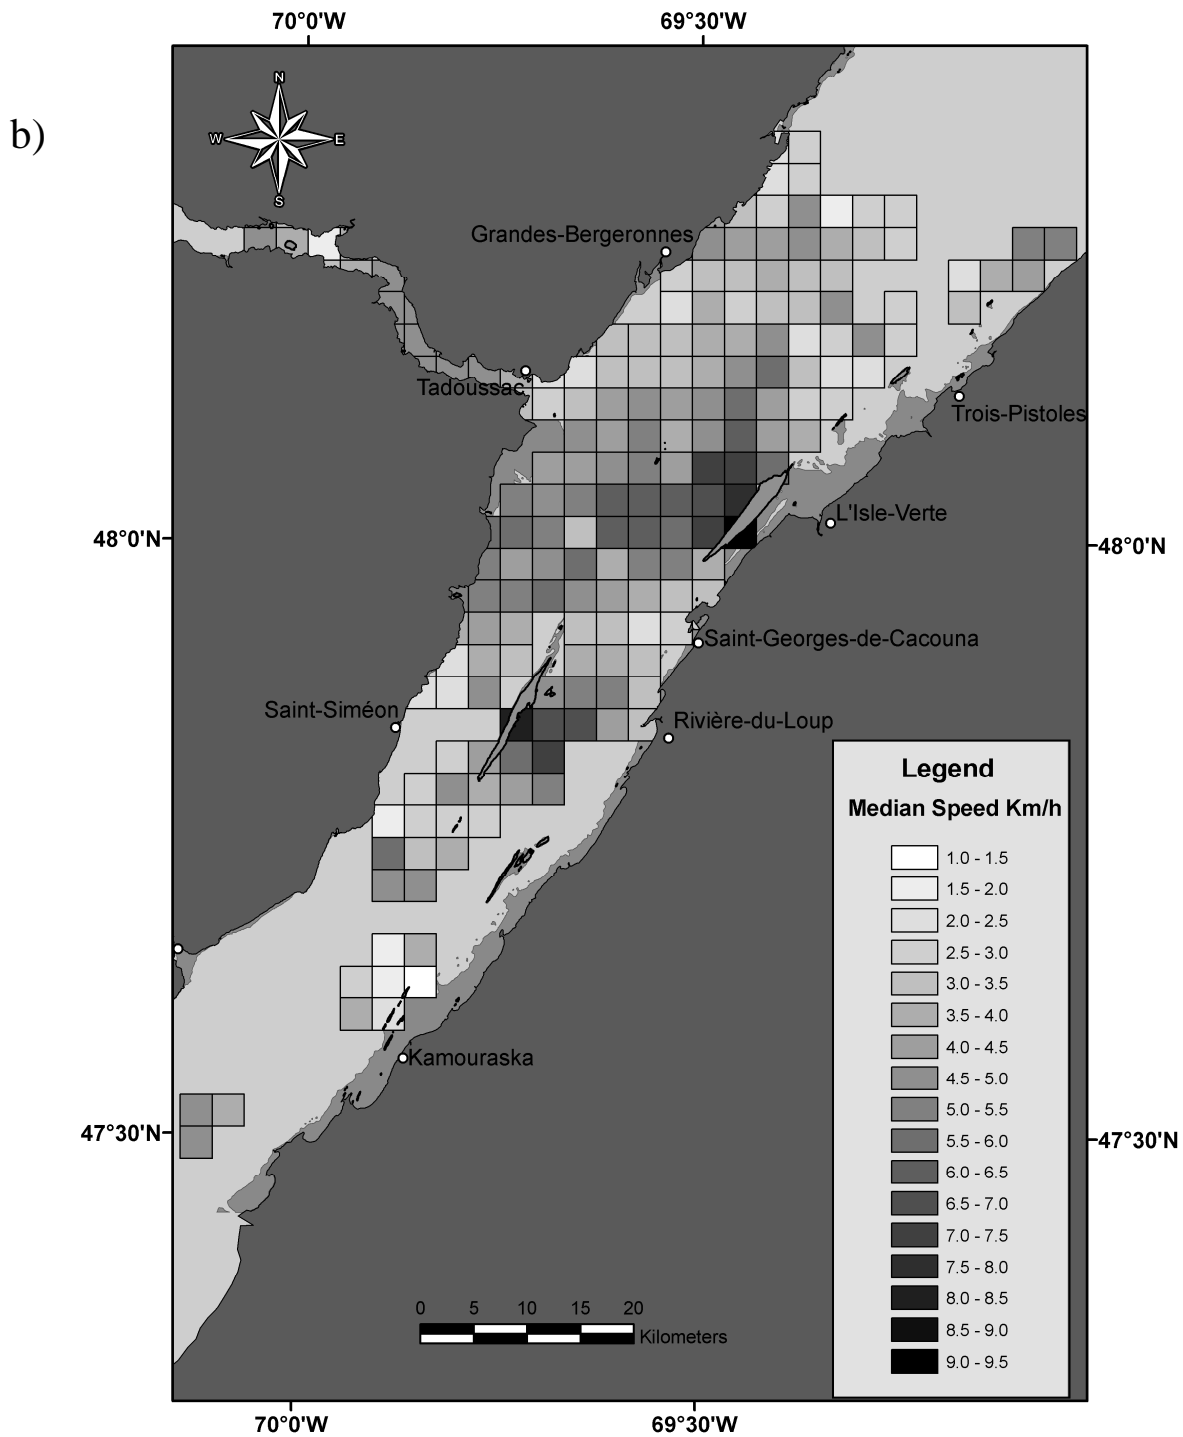 70°0'W 69°30'W
b)
N
W E
S
Grandes-Bergeronnes
Tadoussac
Trois-Pistoles
L'Isle-Verte
48°0'N 48°0'N
Saint-Georges-de-Cacouna
Saint-Siméon
Rivière-du-Loup
Legend
Median Speed Km/h
1.0 - 1.5
1.5 - 2.0
2.0 - 2.5
2.5 - 3.0
3.0 - 3.5
3.5 - 4.0
4.0 - 4.5
4.5 - 5.0
5.0 - 5.5
5.5 - 6.0
6.0 - 6.5
6.5 - 7.0
7.0 - 7.5
7.5 - 8.0
8.0 - 8.5
8.5 - 9.0
9.0 - 9.5
Kamouraska
47°30'N 47°30'N
0 5 10 15 20
Kilometers
70°0'W 69°30'W